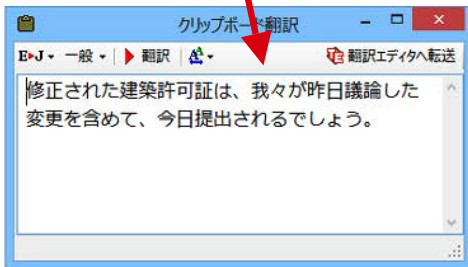 クリップボード翻訳
E▸J 一般 翻訳 A 翻訳エディタへ転送
修正された建築許可証は、我々が昨日議論した
変更を含めて、今日提出されるでしょう。